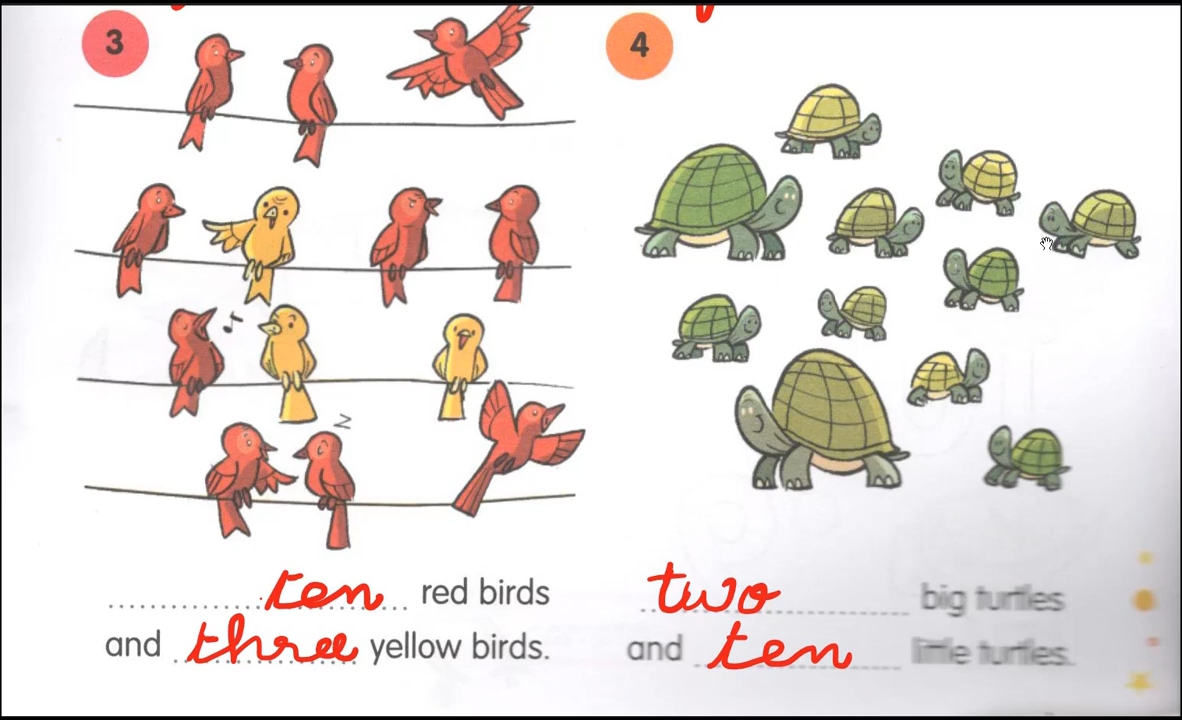 3
4
z
ten red birds
and three yellow birds.
two big turtles
and ten little turtles.